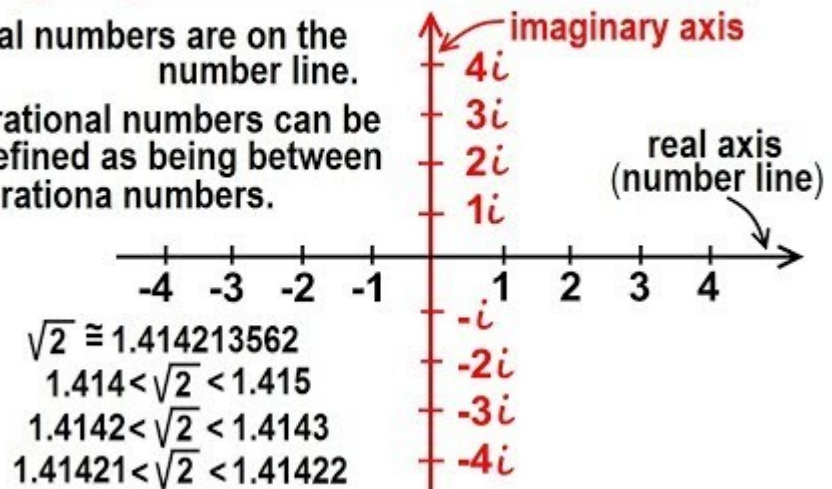 al numbers are on the
number line.
rational numbers can be
efined as being between
rationa numbers.
imaginary axis
4i
3i
2i
1i
real axis
(number line)
-4 -3 -2 -1 1 2 3 4
-i
-2i
-3i
-4i
√2 ≅ 1.414213562
1.414 < √2 < 1.415
1.4142 < √2 < 1.4143
1.41421 < √2 < 1.41422